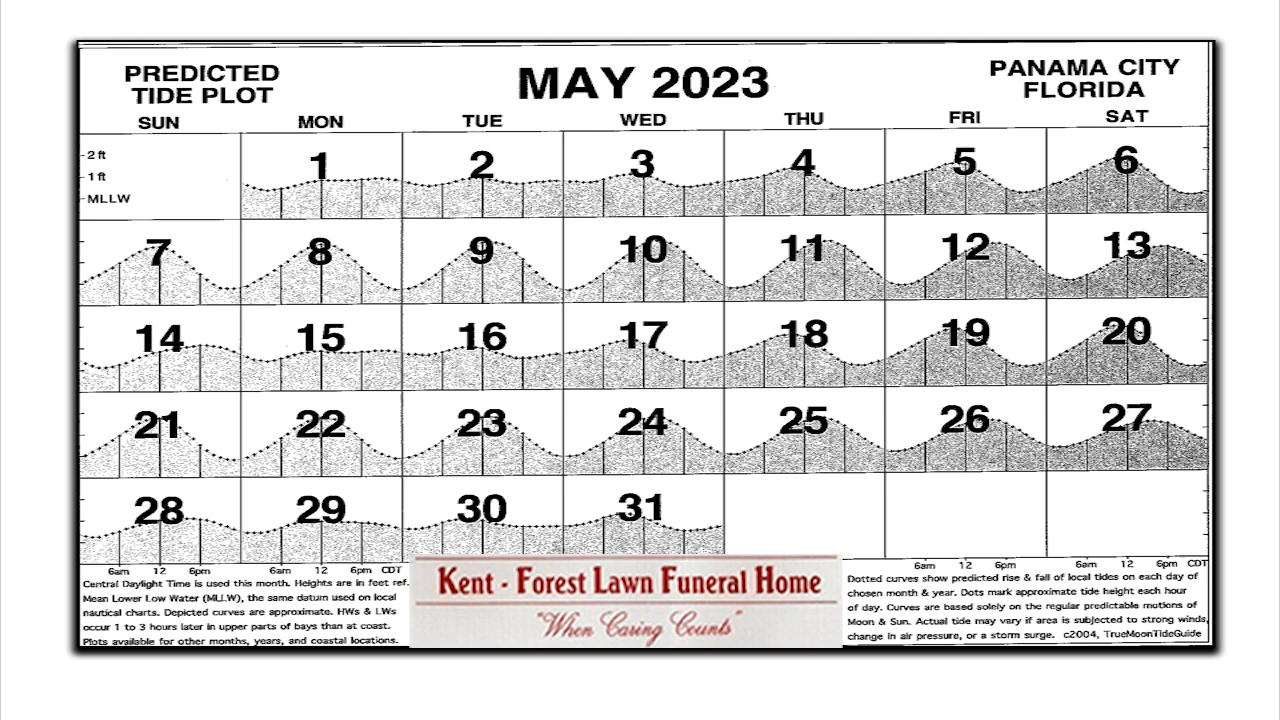 PREDICTED
TIDE PLOT
MAY 2023
PANAMA CITY
FLORIDA
SUN MON TUE WED THU FRI SAT
2 ft
1 ft
MLLW
1 2 3 4 5 6
7 8 9 10 11 12 13
14 15 16 17 18 19 20
21 22 23 24 25 26 27
28 29 30 31
6am 12 6pm 6am 12 6pm CDT
6am 12 6pm 6am 12 6pm CDT
Central Daylight Time is used this month. Heights are in feet ref.
Mean Lower Low Water (MLLW), the same datum used on local
nautical charts. Depicted curves are approximate. HWs & LWs
occur 1 to 3 hours later in upper parts of bays than at coast.
Plots available for other months, years, and coastal locations.
Kent - Forest Lawn Funeral Home
"When Caring Counts"
Dotted curves show predicted rise & fall of local tides on each day of
chosen month & year. Dots mark approximate tide height each hour
of day. Curves are based solely on the regular predictable motions of
Moon & Sun. Actual tide may vary if area is subjected to strong winds,
change in air pressure, or a storm surge. c2004, TrueMoonTideGuide